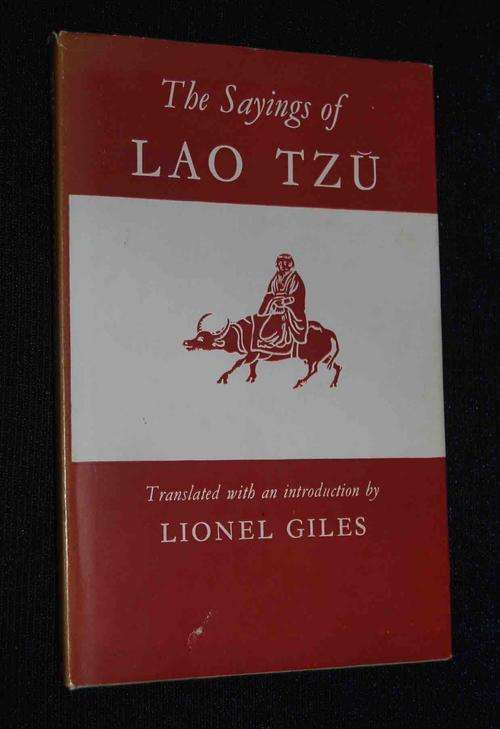 The Sayings of
LAO TZŬ
Translated with an introduction by
LIONEL GILES